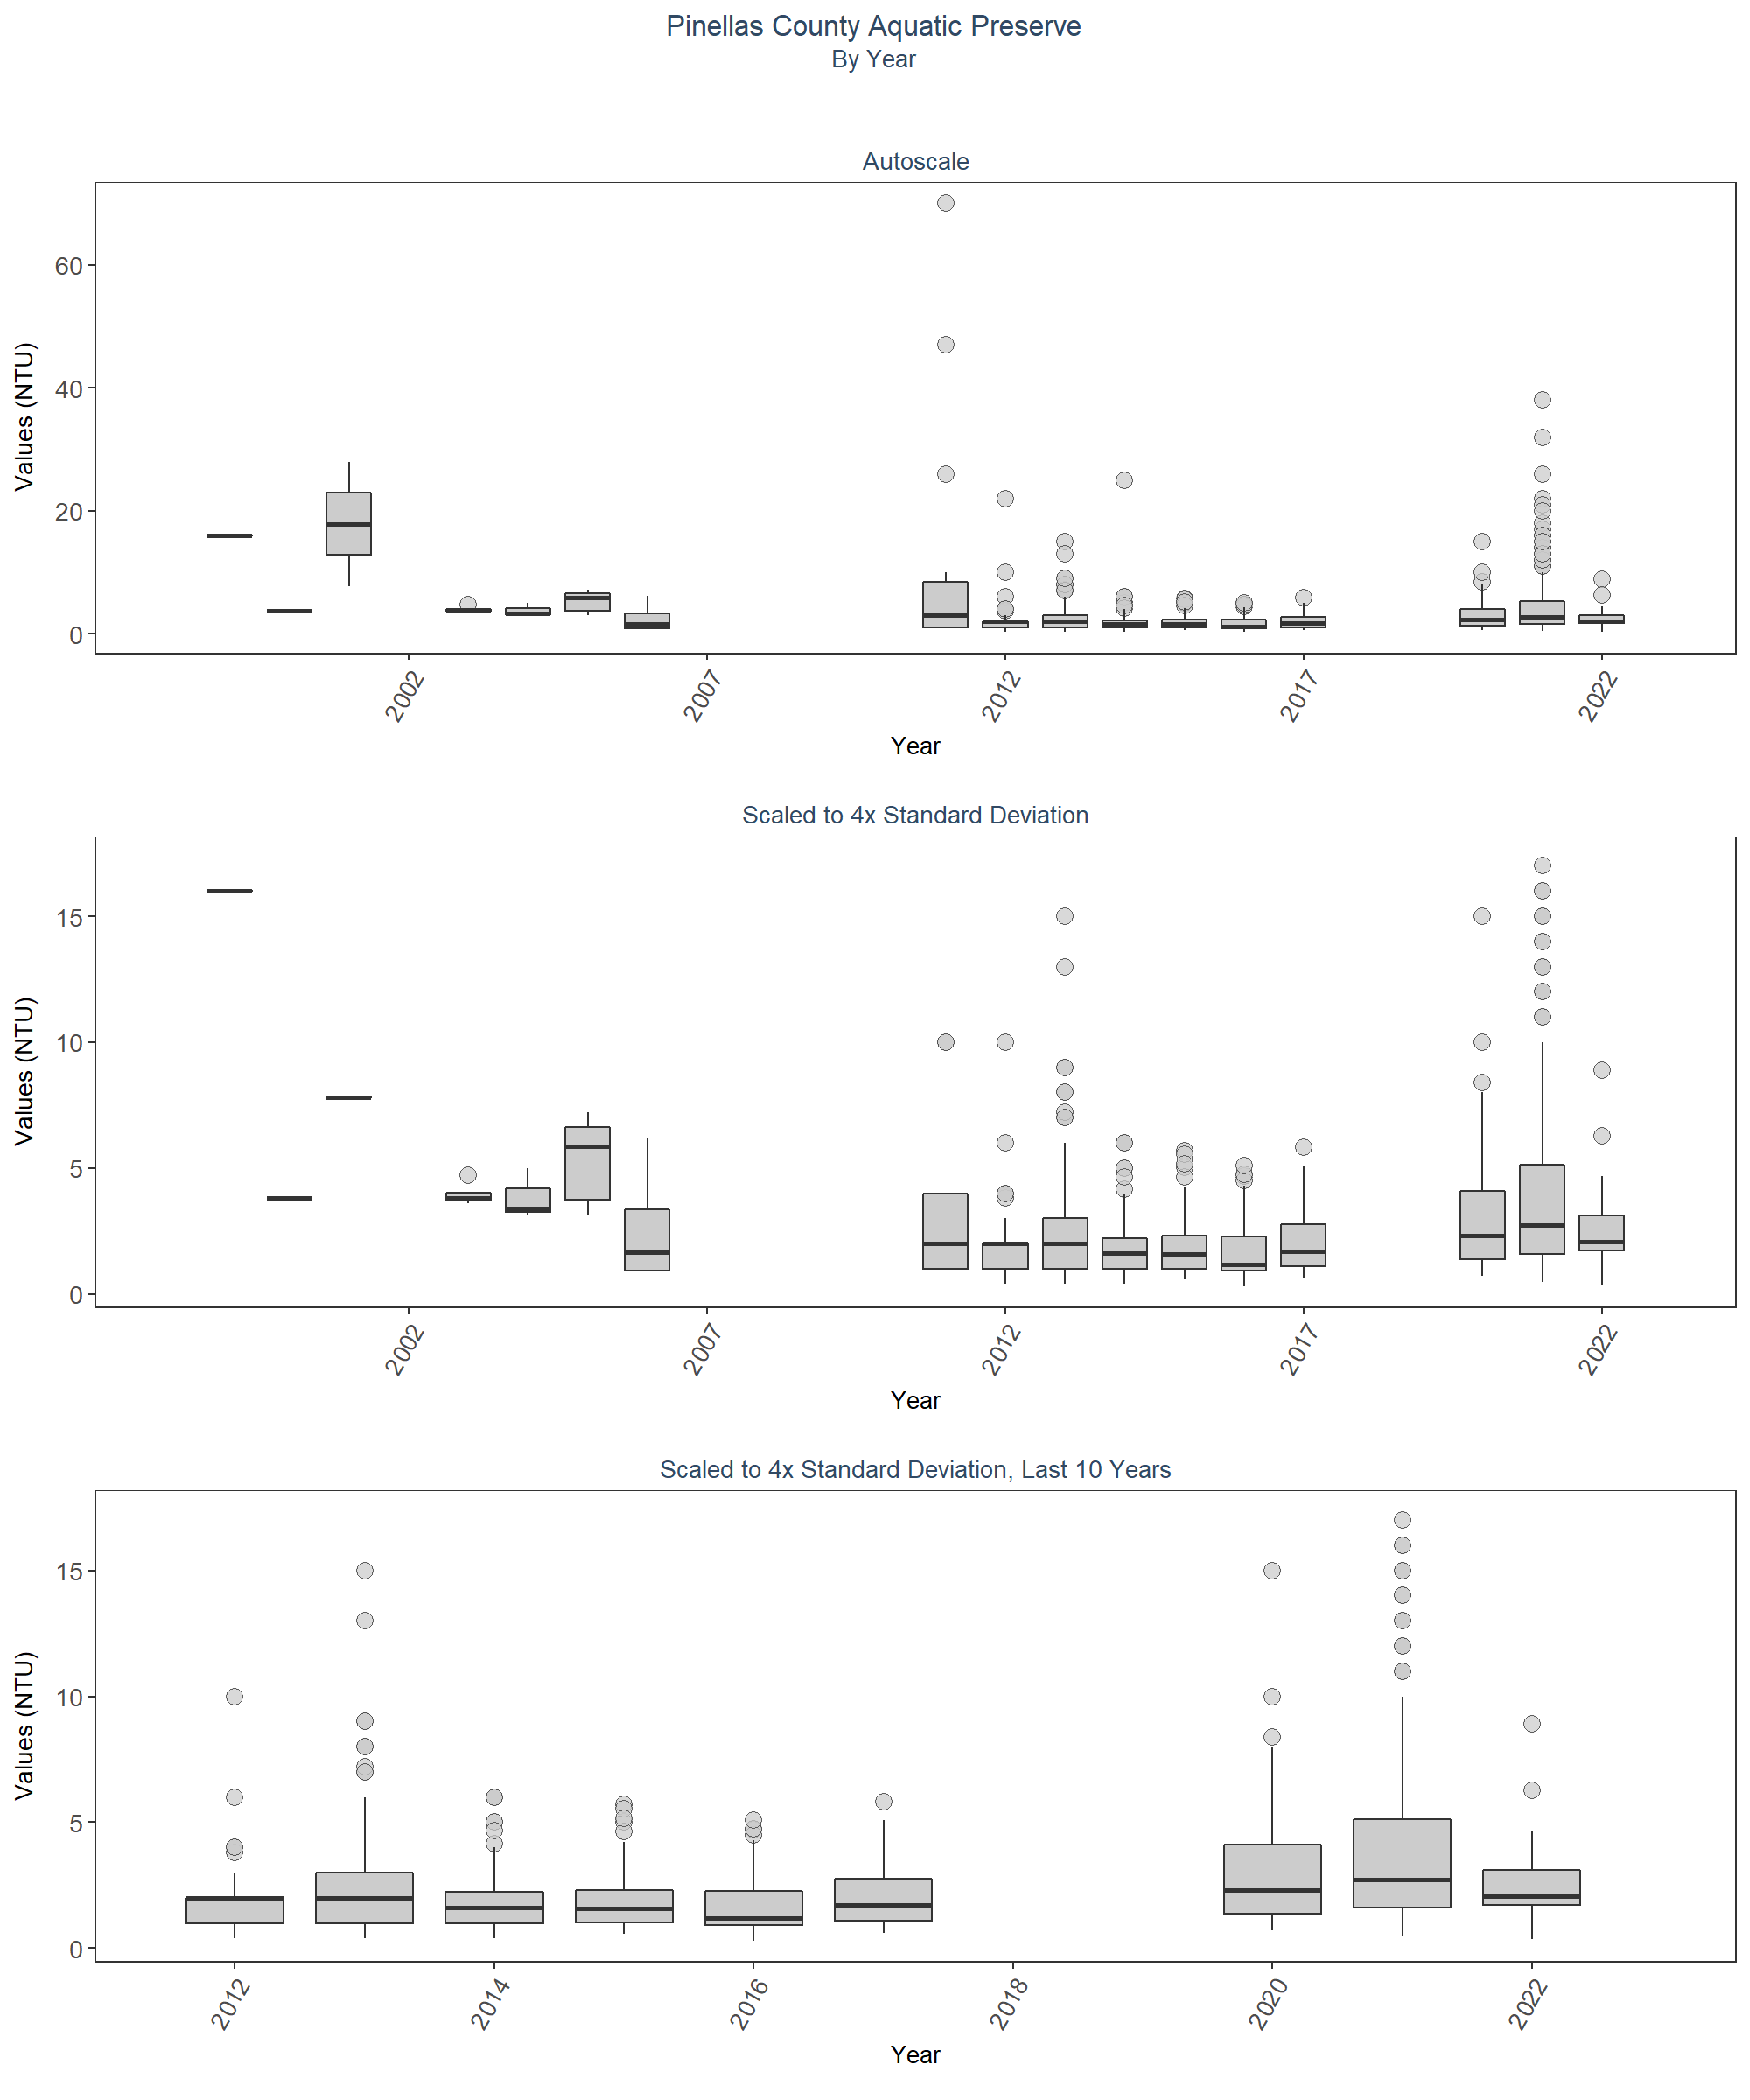 Pinellas County Aquatic Preserve
By Year
Autoscale
Values (NTU)
60
40
20
0
2002
2007
2012
2017
2022
Year
Scaled to 4x Standard Deviation
Values (NTU)
15
10
5
0
2002
2007
2012
2017
2022
Year
Scaled to 4x Standard Deviation, Last 10 Years
Values (NTU)
15
10
5
0
2012
2014
2016
2018
2020
2022
Year